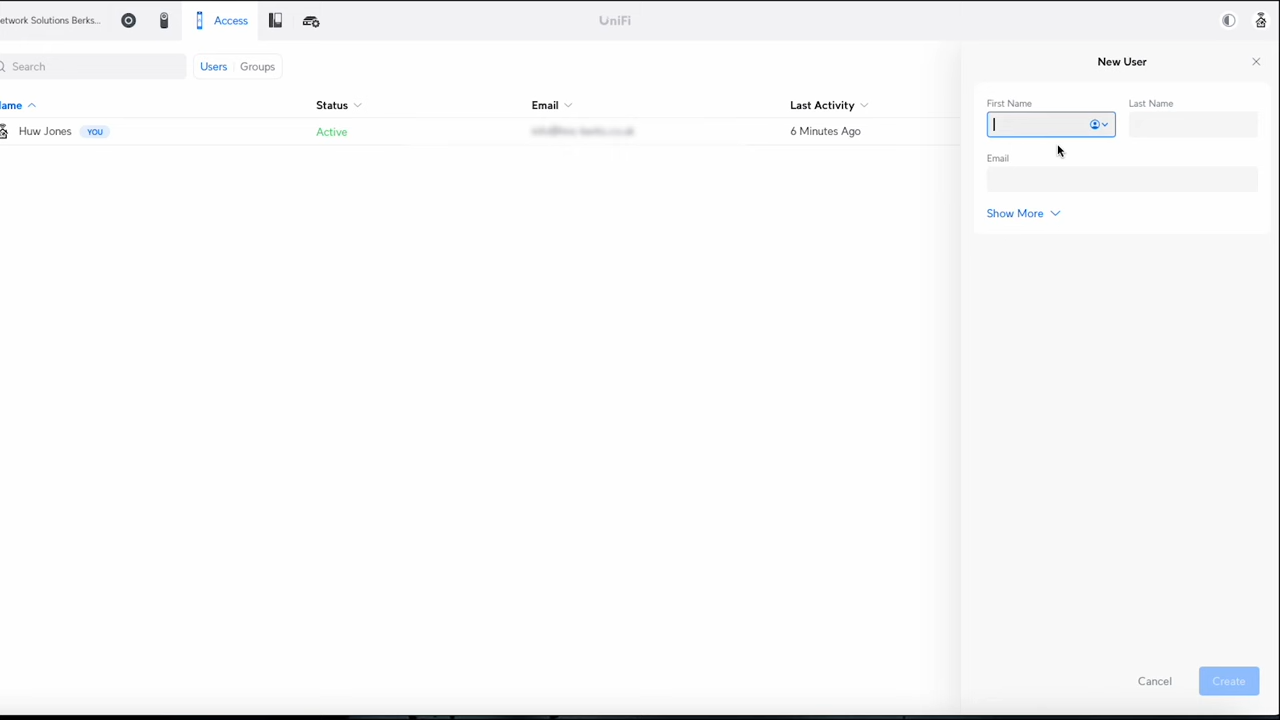 etwork Solutions Berks...
Access
UniFi
Search
Users
Groups
New User
ame
Status
Email
Last Activity
Huw Jones
YOU
Active
6 Minutes Ago
First Name
Last Name
Email
Show More
Cancel
Create